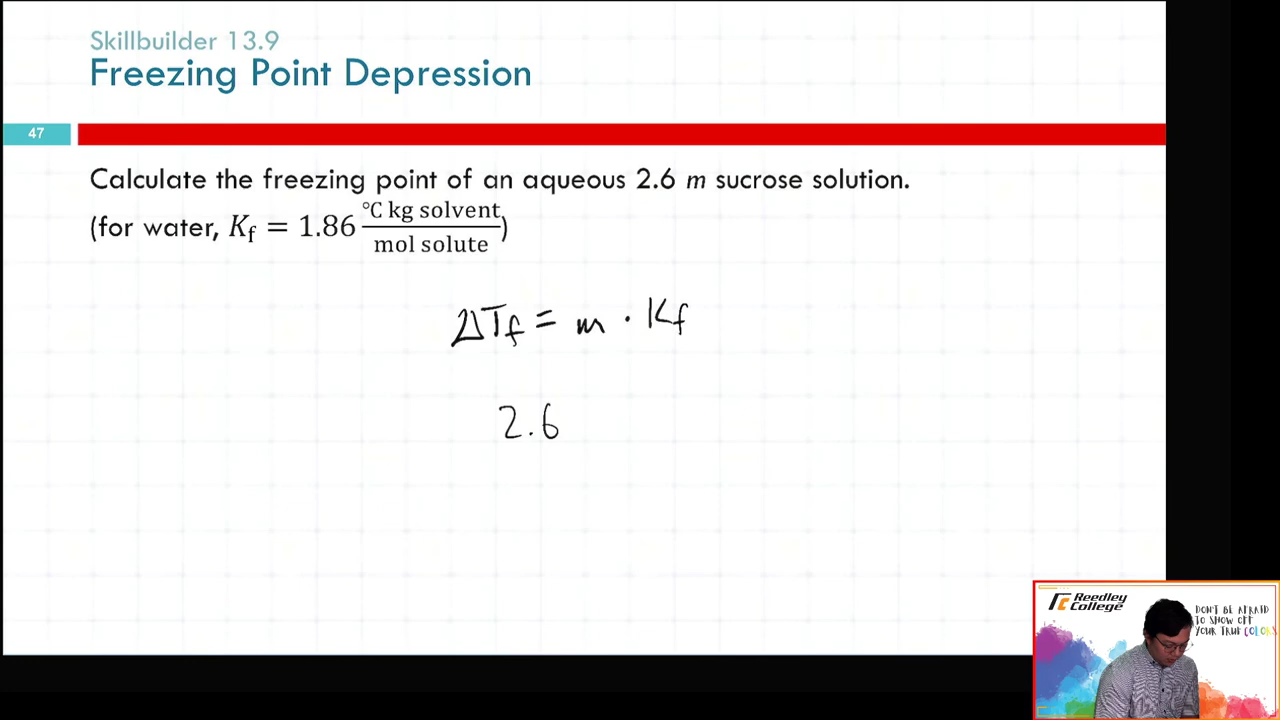 Skillbuilder 13.9
Freezing Point Depression
47
Calculate the freezing point of an aqueous 2.6 m sucrose solution.
(for water, K_f = 1.86 °C kg solvent / mol solute)
ΔTf = m · Kf
2.6
Reedley
College
DON'T BE AFRAID
TO SHOW OFF
YOUR TRUE COLORS